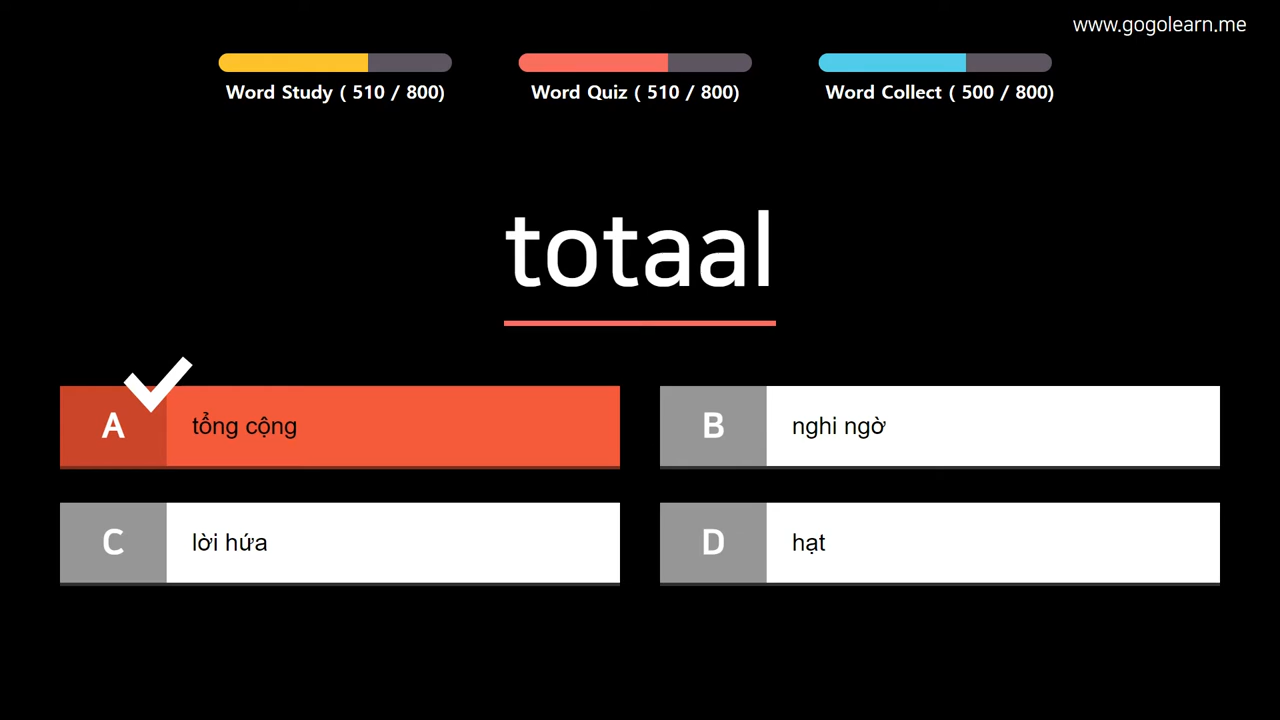 www.gogolearn.me
Word Study ( 510 / 800)
Word Quiz ( 510 / 800)
Word Collect ( 500 / 800)
totaal
A tổng cộng
B nghi ngờ
C lời hứa
D hạt